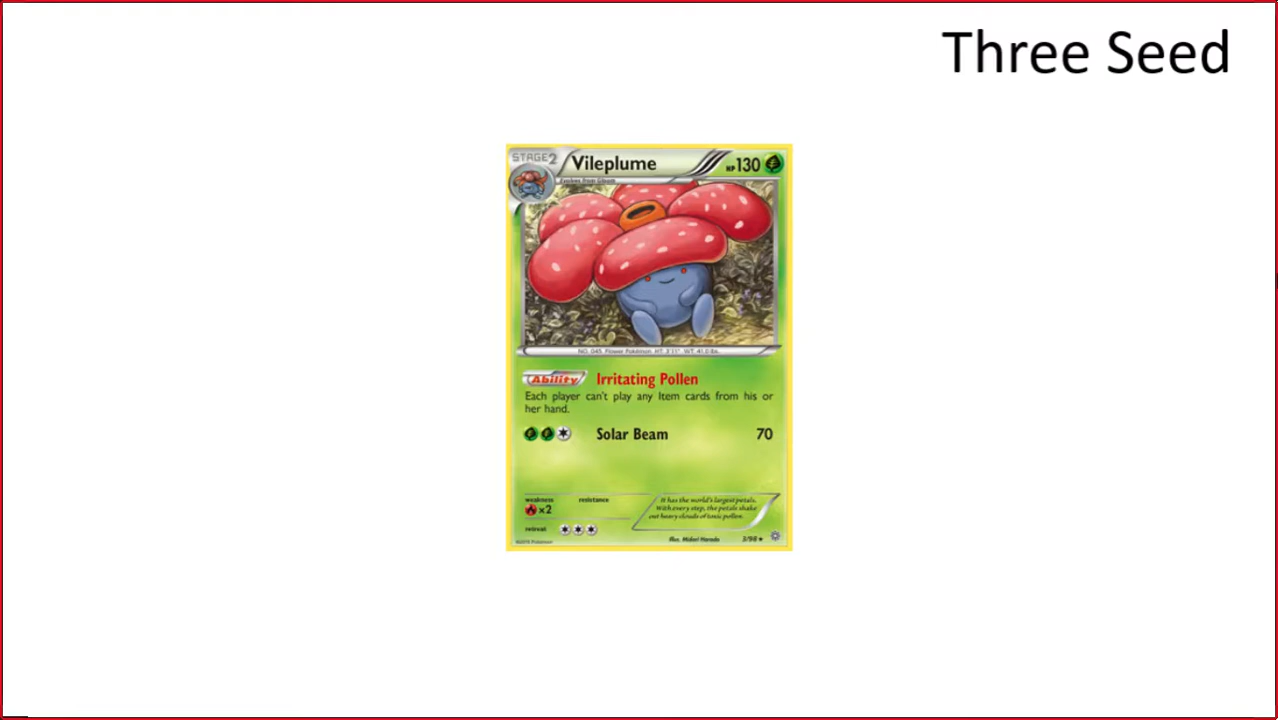 Three Seed
STAGE2
Vileplume
HP130
Evolves from Gloom
NO. 045 Flower Pokémon HT: 3'11" WT: 41.0 lbs.
Ability
Irritating Pollen
Each player can't play any Item cards from his or
her hand.
Solar Beam
70
weakness
resistance
×2
retreat
It has the world's largest petals.
With every step, the petals shake
out heavy clouds of toxic pollen.
©2015 Pokémon
Illus. Midori Harada
3/98